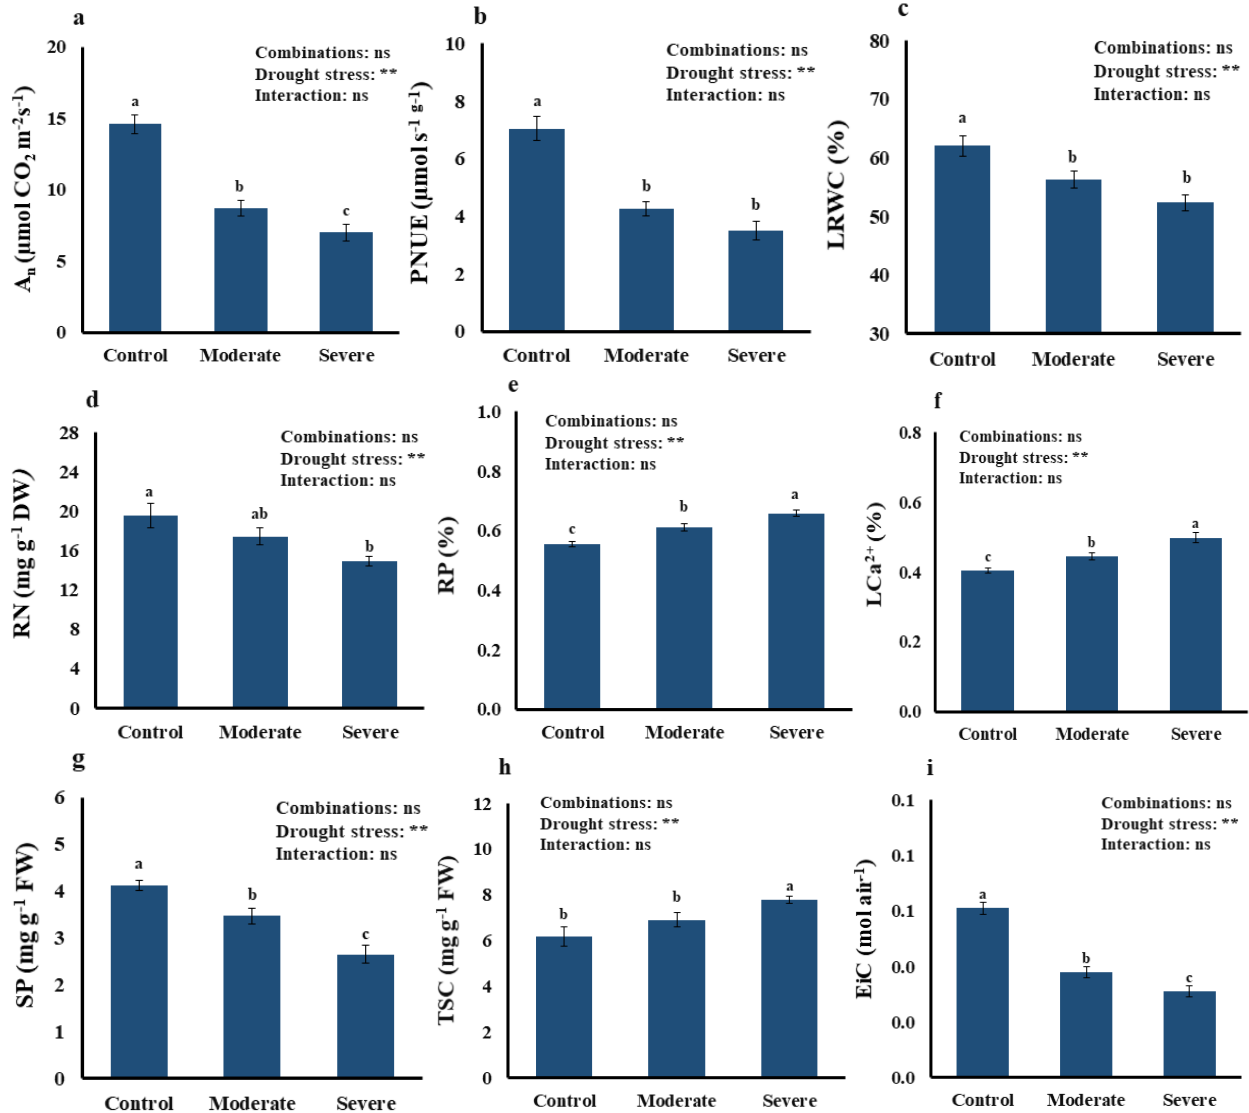 a
20
15
10
5
0
Aₙ (μmol CO₂ m⁻²s⁻¹)
Combinations: ns
Drought stress: **
Interaction: ns
a
b
c
Control Moderate Severe
b
10
8
6
4
2
0
PNUE (μmol s⁻¹ g⁻¹)
Combinations: ns
Drought stress: **
Interaction: ns
a
b
b
Control Moderate Severe
c
80
70
60
50
40
30
LRWC (%)
Combinations: ns
Drought stress: **
Interaction: ns
a
b
b
Control Moderate Severe
d
28
24
20
16
12
8
4
0
RN (mg g⁻¹ DW)
Combinations: ns
Drought stress: **
Interaction: ns
a
ab
b
Control Moderate Severe
e
1.0
0.8
0.6
0.4
0.2
0.0
RP (%)
Combinations: ns
Drought stress: **
Interaction: ns
c
b
a
Control Moderate Severe
f
0.8
0.6
0.4
0.2
0.0
LCa²⁺ (%)
Combinations: ns
Drought stress: **
Interaction: ns
c
b
a
Control Moderate Severe
g
6
5
4
3
2
1
0
SP (mg g⁻¹ FW)
Combinations: ns
Drought stress: **
Interaction: ns
a
b
c
Control Moderate Severe
h
12
10
8
6
4
2
0
TSC (mg g⁻¹ FW)
Combinations: ns
Drought stress: **
Interaction: ns
b
b
a
Control Moderate Severe
i
0.1
0.1
0.1
0.0
0.0
0.0
EiC (mol air⁻¹)
Combinations: ns
Drought stress: **
Interaction: ns
a
b
c
Control Moderate Severe